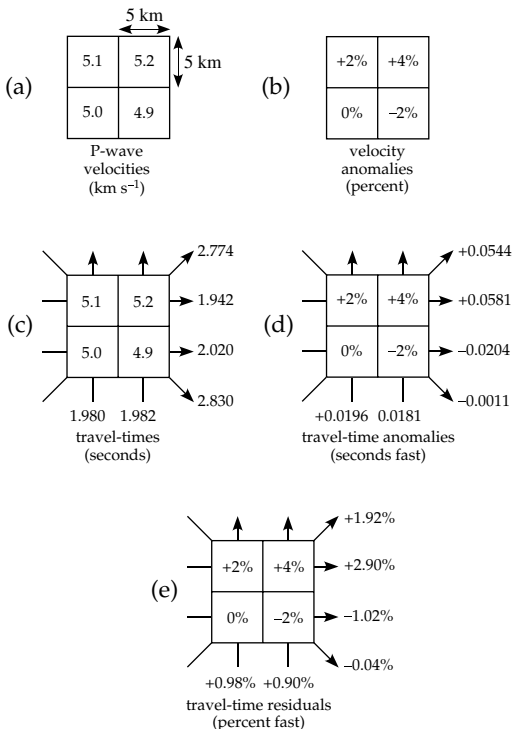 5 km
5.1 5.2
5 km
(a)
5.0 4.9
P-wave
velocities
(km s⁻¹)
+2% +4%
(b)
0% –2%
velocity
anomalies
(percent)
2.774
5.1 5.2 1.942
(c)
5.0 4.9 2.020
2.830
1.980 1.982
travel-times
(seconds)
+0.0544
+2% +4% +0.0581
(d)
0% –2% –0.0204
–0.0011
+0.0196 0.0181
travel-time anomalies
(seconds fast)
+1.92%
+2% +4% +2.90%
(e)
0% –2% –1.02%
–0.04%
+0.98% +0.90%
travel-time residuals
(percent fast)